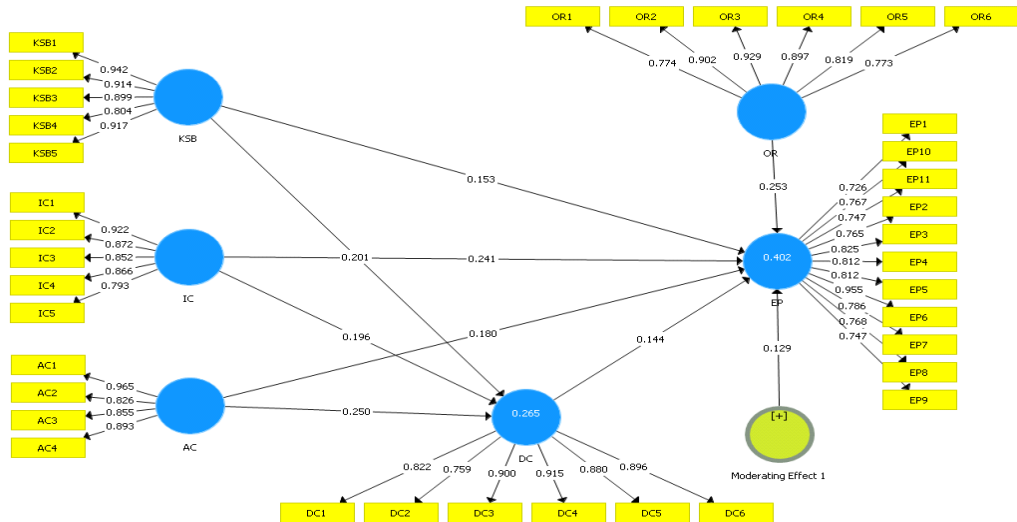 OR1 OR2 OR3 OR4 OR5 OR6
0.774 0.902 0.929 0.897 0.819 0.773
OR
KSB1
KSB2
KSB3
KSB4
KSB5
0.942
0.914
0.899
0.804
0.917
KSB
IC1
IC2
IC3
IC4
IC5
0.922
0.872
0.852
0.866
0.793
IC
AC1
AC2
AC3
AC4
0.965
0.826
0.855
0.893
AC
0.153
0.201
0.241
0.196
0.180
0.250
0.144
0.253
0.129
0.402
EP
0.726
0.767
0.747
0.765
0.825
0.812
0.812
0.955
0.786
0.768
0.747
EP1
EP10
EP11
EP2
EP3
EP4
EP5
EP6
EP7
EP8
EP9
[+]
Moderating Effect 1
0.265
DC
0.822 0.759 0.900 0.915 0.880 0.896
DC1 DC2 DC3 DC4 DC5 DC6